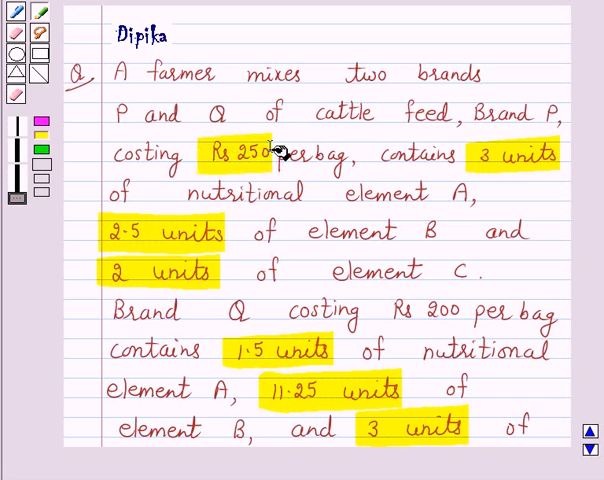 Dipika
Q, A farmer mixes two brands
P and Q of cattle feed, Brand P,
costing Rs 250 per bag, contains 3 units
of nutritional element A,
2.5 units of element B and
2 units of element C.
Brand Q costing Rs 200 per bag
contains 1.5 units of nutritional
element A, 11.25 units of
element B, and 3 units of